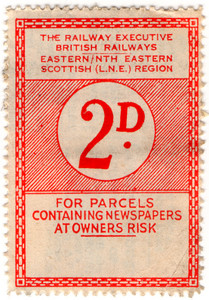 THE RAILWAY EXECUTIVE
BRITISH RAILWAYS
EASTERN/NTH EASTERN
SCOTTISH (L.N.E.) REGION
2D.
FOR PARCELS
CONTAINING NEWSPAPERS
AT OWNERS RISK